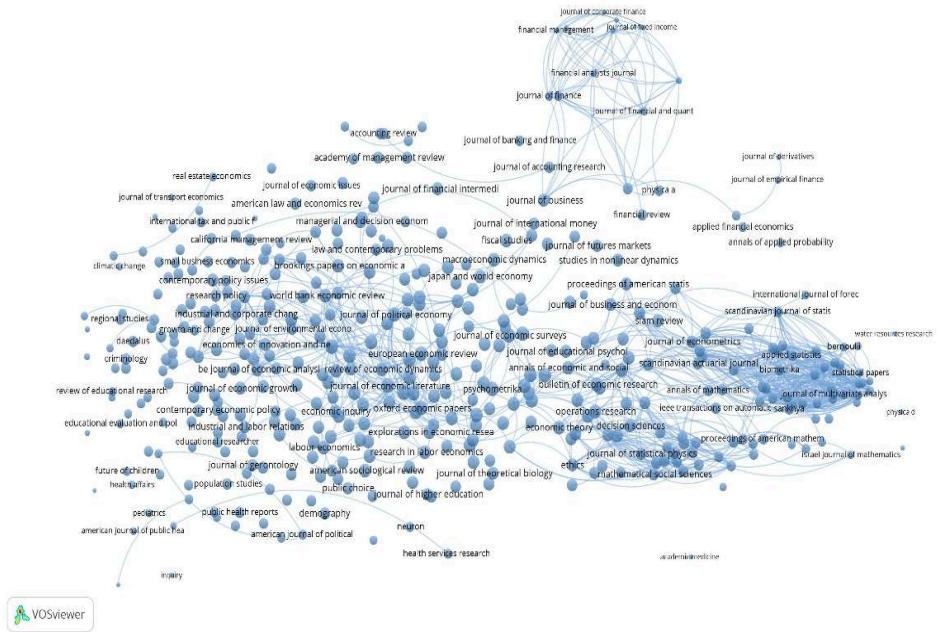 journal of corporate finance
financial management
journal of fixed income
financial analysts journal
journal of finance
journal of financial and quant
accounting review
journal of banking and finance
academy of management review
journal of derivatives
journal of accounting research
real estate economics
journal of empirical finance
journal of economic issues
journal of financial intermedi
physica a
journal of transport economics
american law and economics rev
journal of business
financial review
international tax and public f
managerial and decision econom
journal of international money
applied financial economics
california management review
fiscal studies
journal of futures markets
annals of applied probability
law and contemporary problems
small business economics
macroeconomic dynamics
studies in nonlinear dynamics
climatic change
brookings papers on economic a
contemporary policy issues
japan and world economy
proceedings of american statis
research policy
world bank economic review
international journal of forec
journal of business and econom
scandinavian journal of statis
regional studies
industrial and corporate chang
journal of political economy
siam review
growth and change
journal of environmental econo
water resources research
daedalus
economics of innovation and ne
journal of economic surveys
journal of econometrics
bernoulli
criminology
european economic review
journal of educational psychol
applied statistics
be journal of economic analysi
review of economic dynamics
annals of economic and social
scandinavian actuarial journal
biometrika
statistical papers
review of educational research
journal of economic growth
journal of economic literature
psychometrika
bulletin of economic research
annals of mathematics
journal of multivariate analys
contemporary economic policy
economic inquiry
oxford economic papers
operations research
ieee transactions on automatic
sankhya
physica d
educational evaluation and pol
industrial and labor relations
economic theory
decision sciences
explorations in economic resea
educational researcher
labour economics
research in labor economics
journal of statistical physics
proceedings of american mathem
israel journal of mathematics
future of children
journal of gerontology
american sociological review
journal of theoretical biology
ethics
mathematical social sciences
health affairs
population studies
public choice
journal of higher education
pediatrics
public health reports
demography
american journal of public hea
american journal of political
neuron
health services research
academic medicine
inquiry
VOSviewer